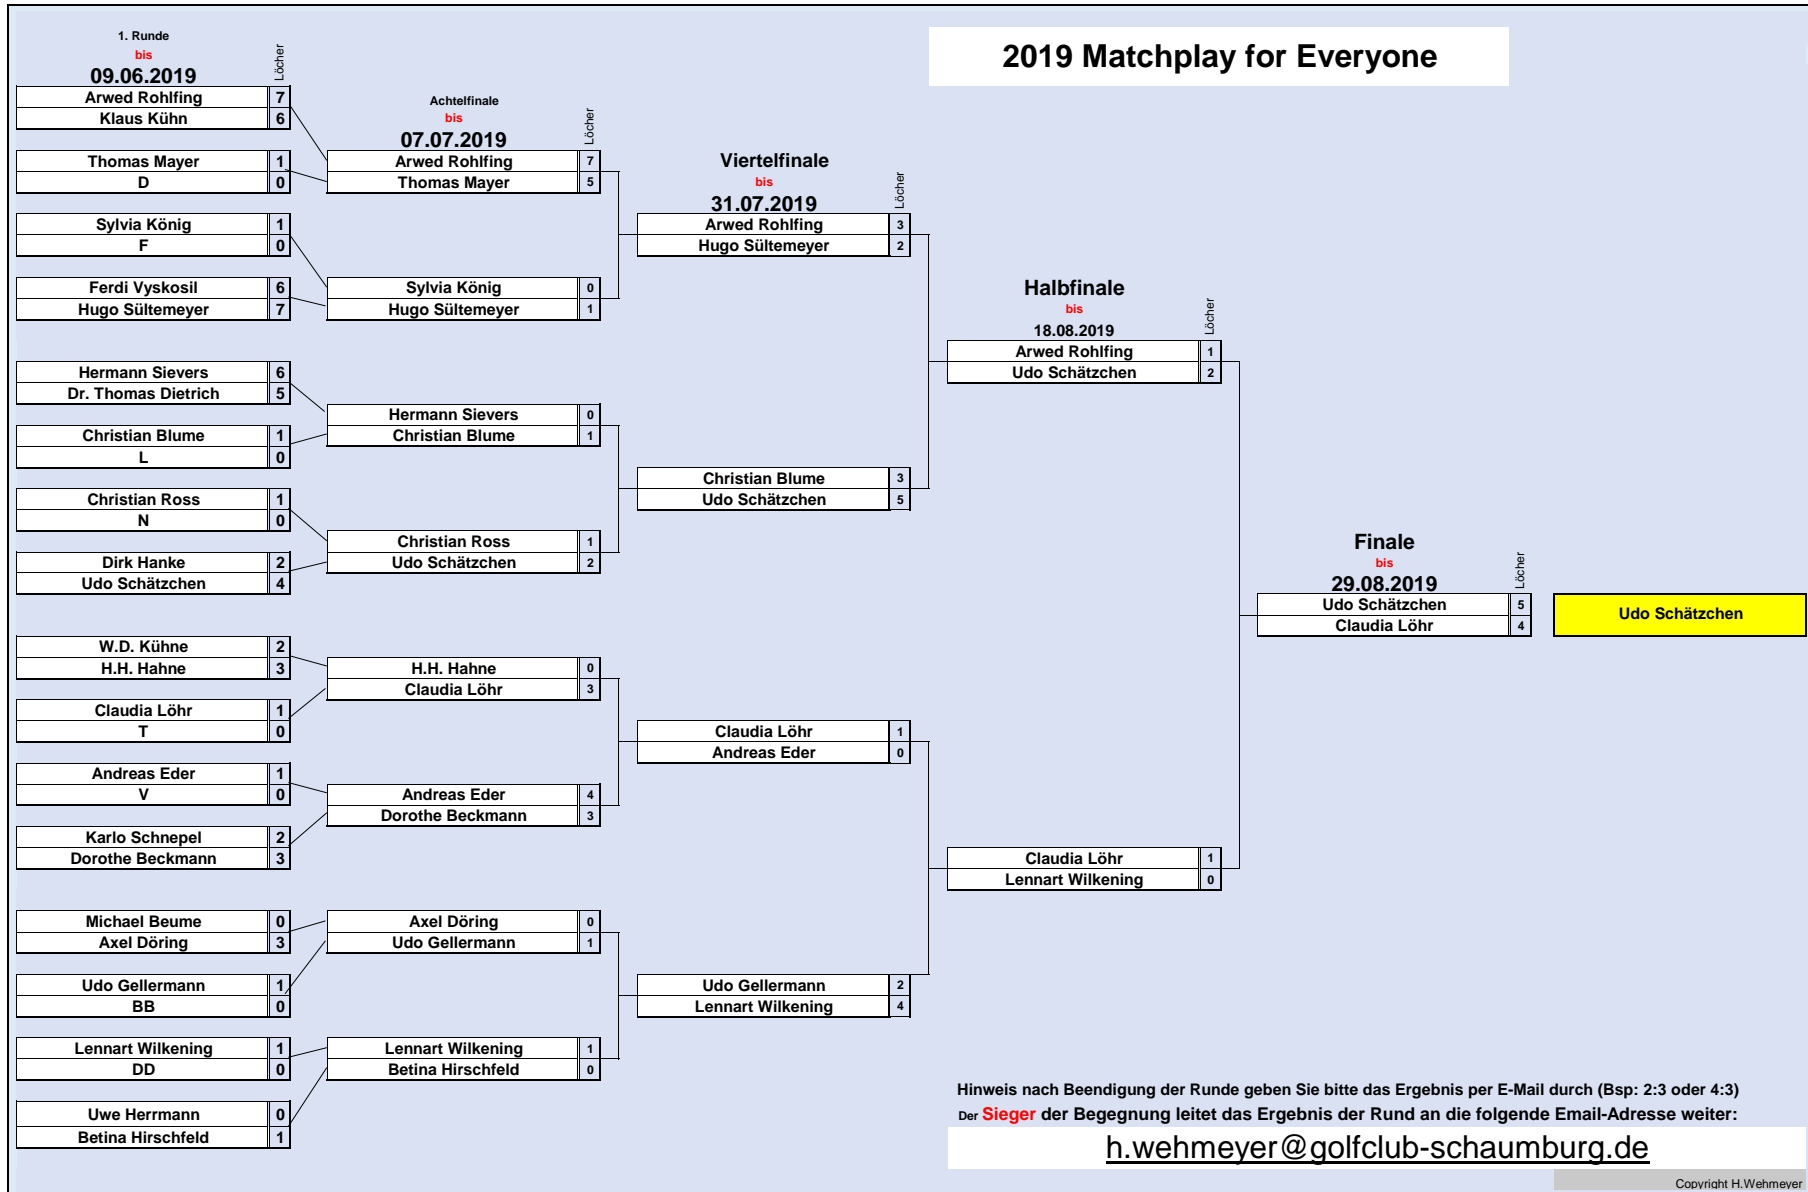 2019 Matchplay for Everyone
1. Runde
bis
09.06.2019
Löcher
Arwed Rohlfing 7
Klaus Kühn 6
Thomas Mayer 1
D 0
Sylvia König 1
F 0
Ferdi Vyskosil 6
Hugo Sültemeyer 7
Hermann Sievers 6
Dr. Thomas Dietrich 5
Christian Blume 1
L 0
Christian Ross 1
N 0
Dirk Hanke 2
Udo Schätzchen 4
W.D. Kühne 2
H.H. Hahne 3
Claudia Löhr 1
T 0
Andreas Eder 1
V 0
Karlo Schnepel 2
Dorothe Beckmann 3
Michael Beume 0
Axel Döring 3
Udo Gellermann 1
BB 0
Lennart Wilkening 1
DD 0
Uwe Herrmann 0
Betina Hirschfeld 1
Achtelfinale
bis
07.07.2019
Löcher
Arwed Rohlfing 7
Thomas Mayer 5
Sylvia König 0
Hugo Sültemeyer 1
Hermann Sievers 0
Christian Blume 1
Christian Ross 1
Udo Schätzchen 2
H.H. Hahne 0
Claudia Löhr 3
Andreas Eder 4
Dorothe Beckmann 3
Axel Döring 0
Udo Gellermann 1
Lennart Wilkening 1
Betina Hirschfeld 0
Viertelfinale
bis
31.07.2019
Löcher
Arwed Rohlfing 3
Hugo Sültemeyer 2
Christian Blume 3
Udo Schätzchen 5
Claudia Löhr 1
Andreas Eder 0
Udo Gellermann 2
Lennart Wilkening 4
Halbfinale
bis
18.08.2019
Löcher
Arwed Rohlfing 1
Udo Schätzchen 2
Claudia Löhr 1
Lennart Wilkening 0
Finale
bis
29.08.2019
Löcher
Udo Schätzchen 5
Claudia Löhr 4
Udo Schätzchen
Hinweis nach Beendigung der Runde geben Sie bitte das Ergebnis per E-Mail durch (Bsp: 2:3 oder 4:3)
Der Sieger der Begegnung leitet das Ergebnis der Rund an die folgende Email-Adresse weiter:
h.wehmeyer@golfclub-schaumburg.de
Copyright H.Wehmeyer